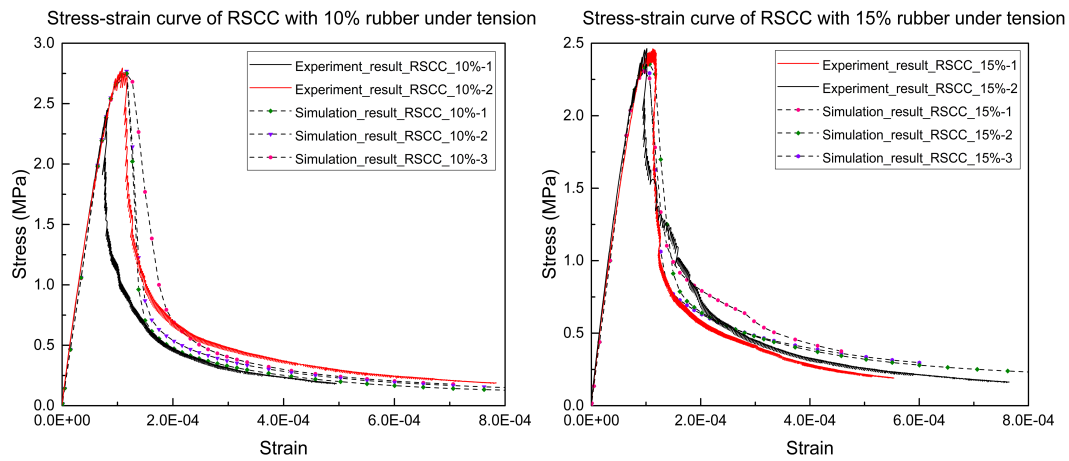 Stress-strain curve of RSCC with 10% rubber under tension
3.0
2.5
2.0
1.5
1.0
0.5
0.0
Stress (MPa)
Experiment_result_RSCC_10%-1
Experiment_result_RSCC_10%-2
Simulation_result_RSCC_10%-1
Simulation_result_RSCC_10%-2
Simulation_result_RSCC_10%-3
0.E+00 2.0E-04 4.0E-04 6.0E-04 8.0E-04
Strain
Stress-strain curve of RSCC with 15% rubber under tension
2.5
2.0
1.5
1.0
0.5
0.0
Stress (MPa)
Experiment_result_RSCC_15%-1
Experiment_result_RSCC_15%-2
Simulation_result_RSCC_15%-1
Simulation_result_RSCC_15%-2
Simulation_result_RSCC_15%-3
0.E+00 2.0E-04 4.0E-04 6.0E-04 8.0E-04
Strain